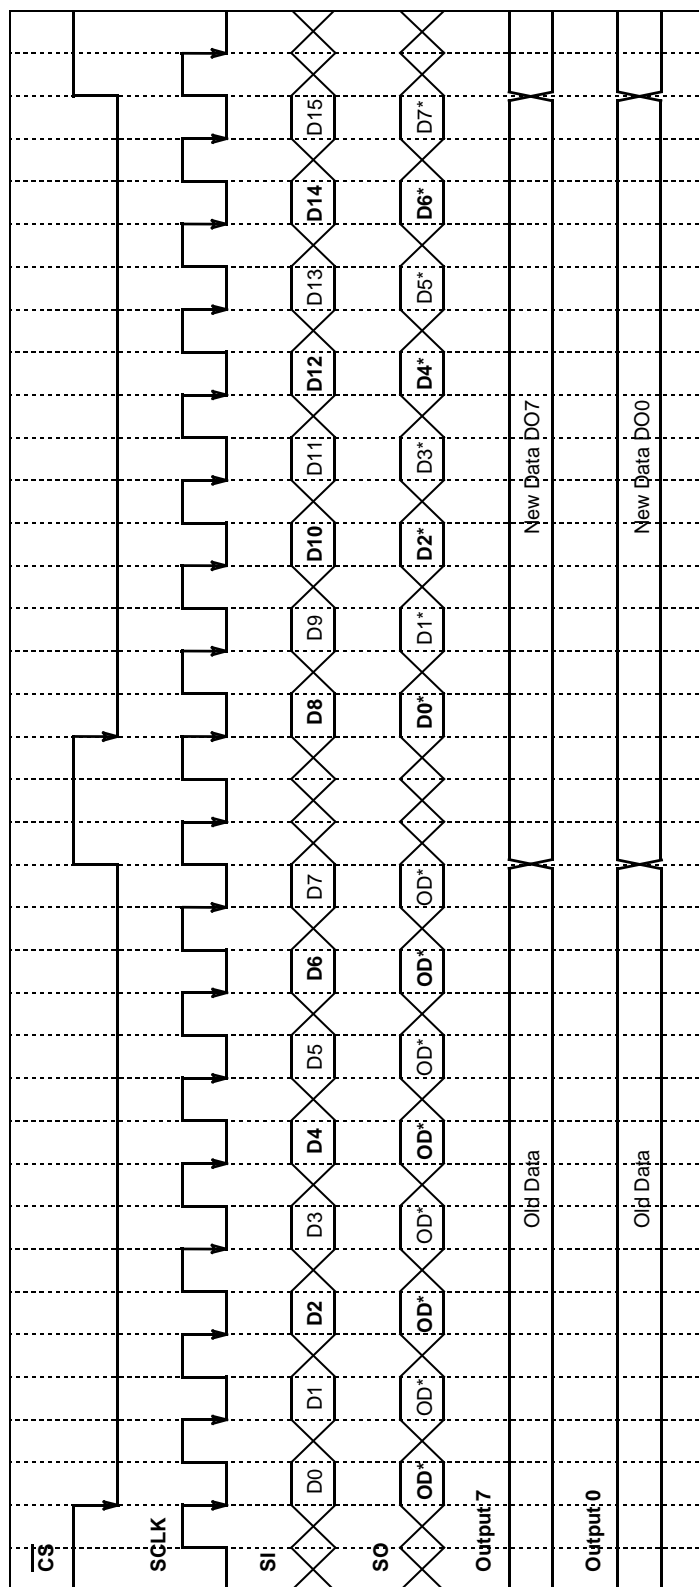 CS
SCLK
SI D0 D1 D2 D3 D4 D5 D6 D7 D8 D9 D10 D11 D12 D13 D14 D15
SO OD* OD* OD* OD* OD* OD* OD* OD* D0* D1* D2* D3* D4* D5* D6* D7*
Output 7 Old Data New Data DO7
Output 0 Old Data New Data DO0